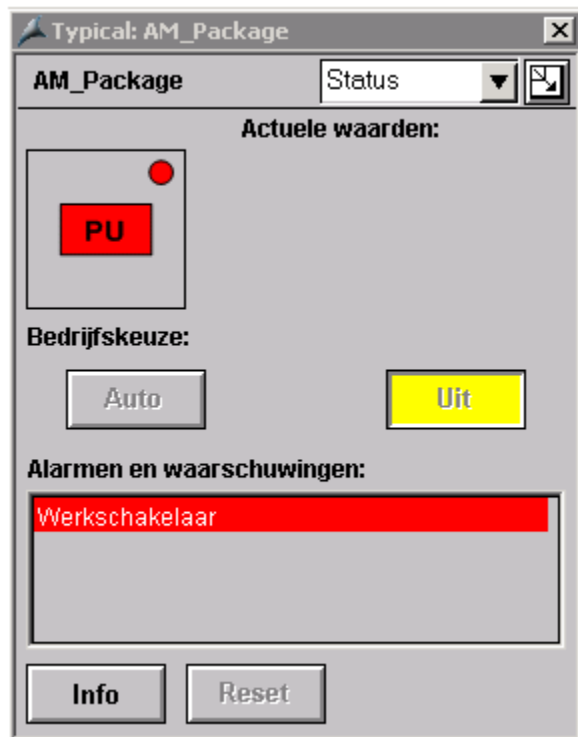 Typical: AM_Package
AM_Package Status
Actuele waarden:
PU
Bedrijfskeuze:
Auto Uit
Alarmen en waarschuwingen:
Werkschakelaar
Info Reset